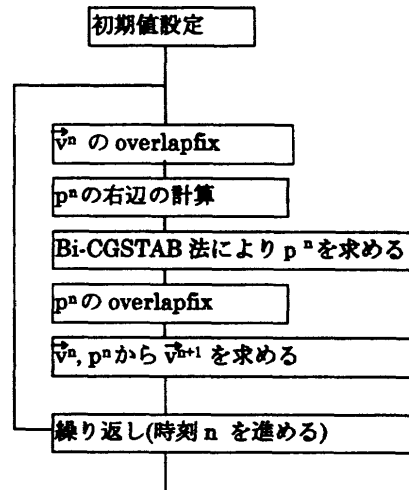 初期値設定
v⃗ⁿ の overlapfix
pⁿの右辺の計算
Bi-CGSTAB 法により p ⁿを求める
pⁿの overlapfix
v⃗ⁿ, pⁿから v⃗ⁿ⁺¹ を求める
繰り返し(時刻 n を進める)